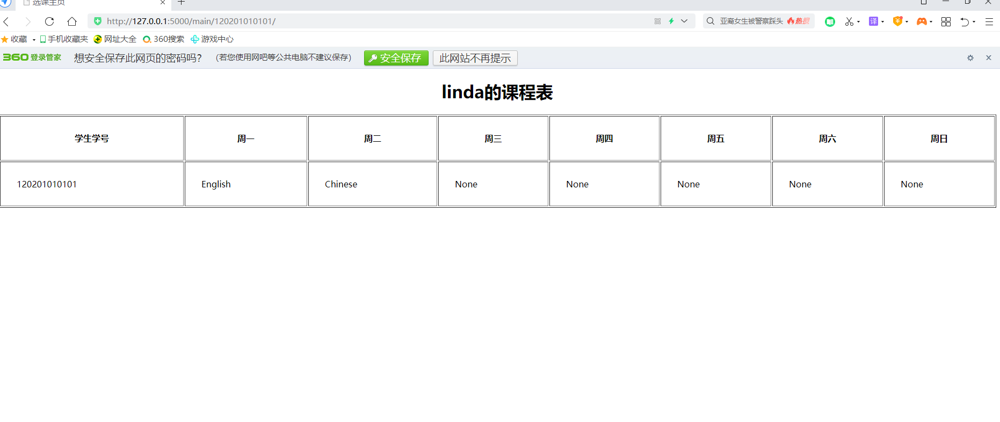 选课主页
http://127.0.0.1:5000/main/120201010101/
亚裔女生被警察踩头 热搜
译
收藏 手机收藏夹 网址大全 360搜索 游戏中心
360 登录管家 想安全保存此网页的密码吗? (若您使用网吧等公共电脑不建议保存) 安全保存 此网站不再提示
linda的课程表
学生学号 周一 周二 周三 周四 周五 周六 周日
120201010101 English Chinese None None None None None